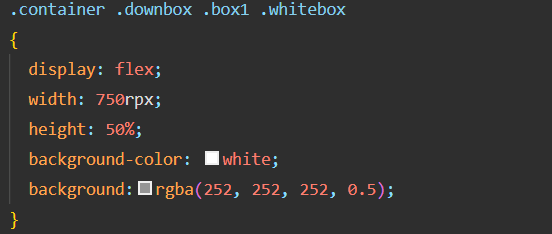 .container .downbox .box1 .whitebox
{
display: flex;
width: 750rpx;
height: 50%;
background-color: white;
background:rgba(252, 252, 252, 0.5);
}